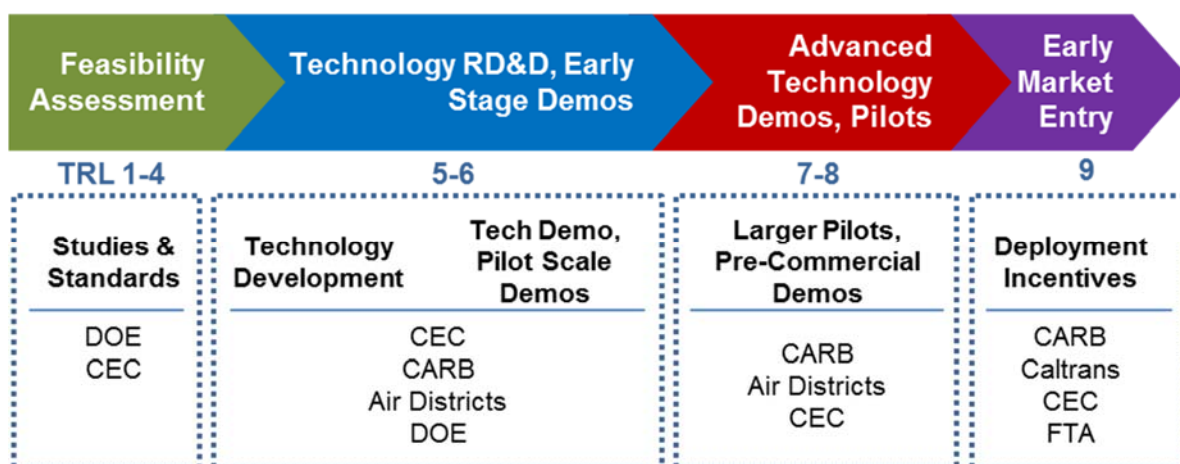 Feasibility
Assessment
Technology RD&D, Early
Stage Demos
Advanced
Technology
Demos, Pilots
Early
Market
Entry
TRL 1-4
5-6
7-8
9
Studies &
Standards
DOE
CEC
Technology
Development
Tech Demo,
Pilot Scale
Demos
CEC
CARB
Air Districts
DOE
Larger Pilots,
Pre-Commercial
Demos
CARB
Air Districts
CEC
Deployment
Incentives
CARB
Caltrans
CEC
FTA